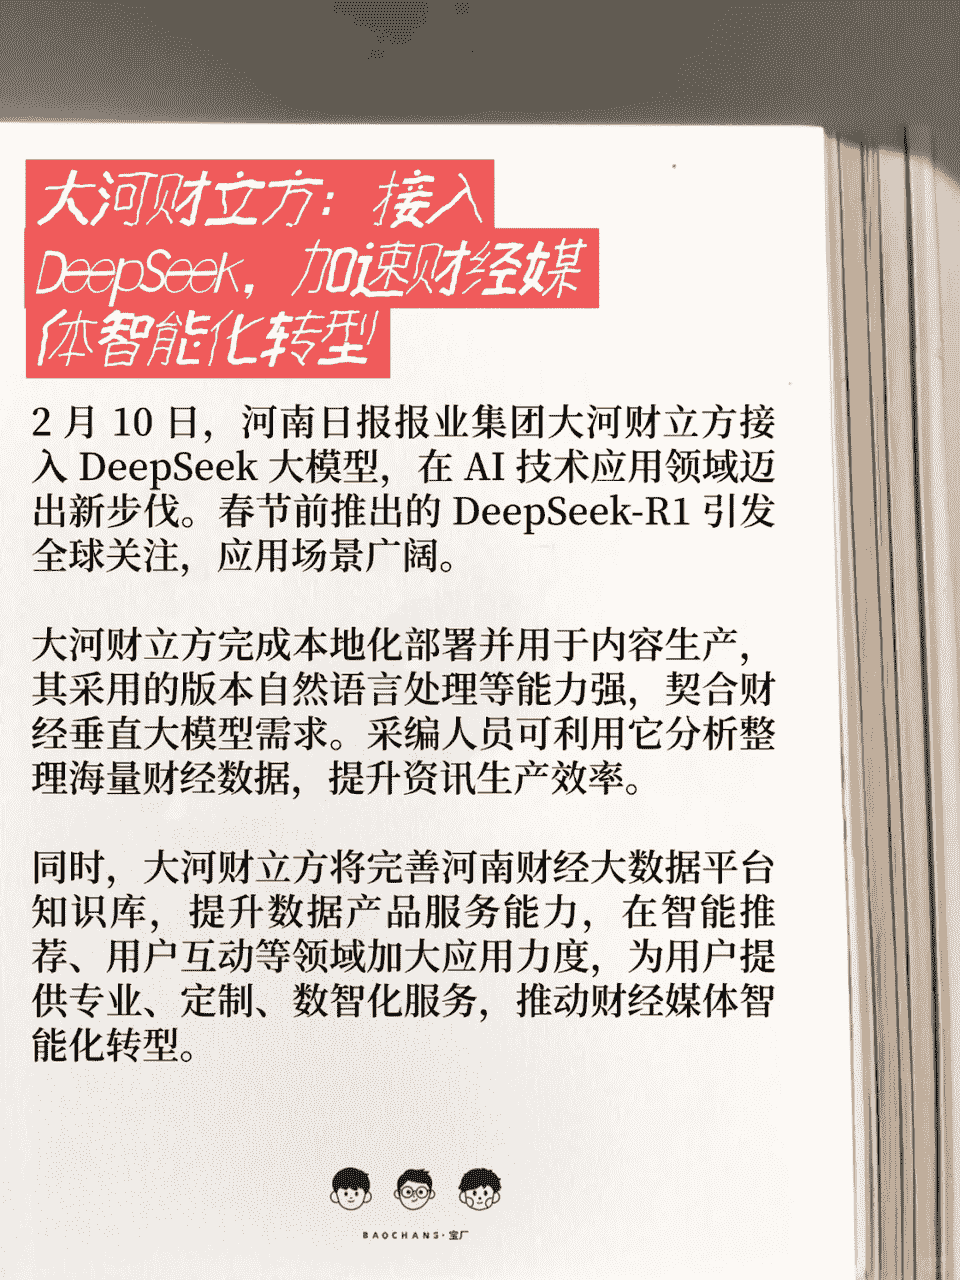 大河财立方：接入
DeepSeek，加速财经媒
体智能化转型
2 月 10 日，河南日报报业集团大河财立方接
入 DeepSeek 大模型，在 AI 技术应用领域迈
出新步伐。春节前推出的 DeepSeek-R1 引发
全球关注，应用场景广阔。
大河财立方完成本地化部署并用于内容生产，
其采用的版本自然语言处理等能力强，契合财
经垂直大模型需求。采编人员可利用它分析整
理海量财经数据，提升资讯生产效率。
同时，大河财立方将完善河南财经大数据平台
知识库，提升数据产品服务能力，在智能推
荐、用户互动等领域加大应用力度，为用户提
供专业、定制、数智化服务，推动财经媒体智
能化转型。
BAOCHANG·宝厂